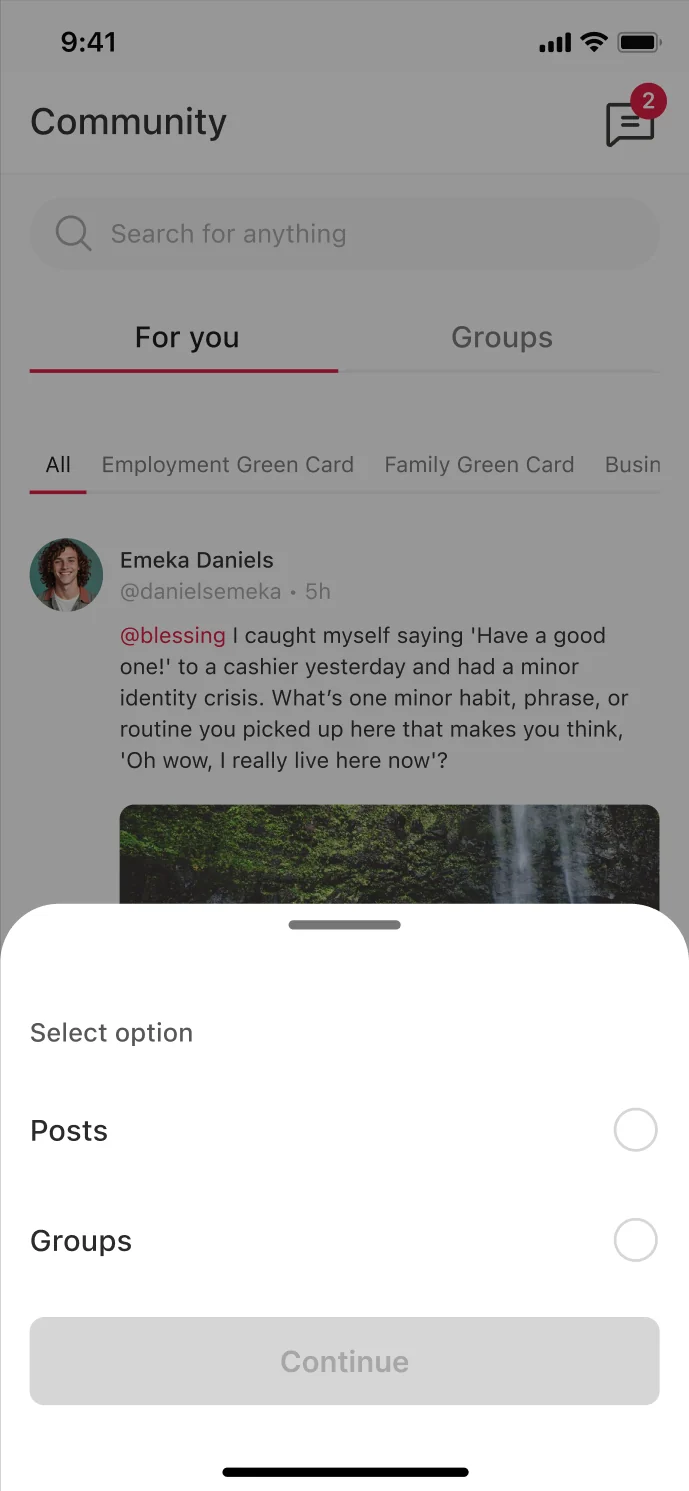 9:41
Community
2
Search for anything
For you
Groups
All
Employment Green Card
Family Green Card
Busin
Emeka Daniels
@danielsemeka • 5h
@blessing I caught myself saying 'Have a good
one!' to a cashier yesterday and had a minor
identity crisis. What’s one minor habit, phrase, or
routine you picked up here that makes you think,
'Oh wow, I really live here now'?
Select option
Posts
Groups
Continue